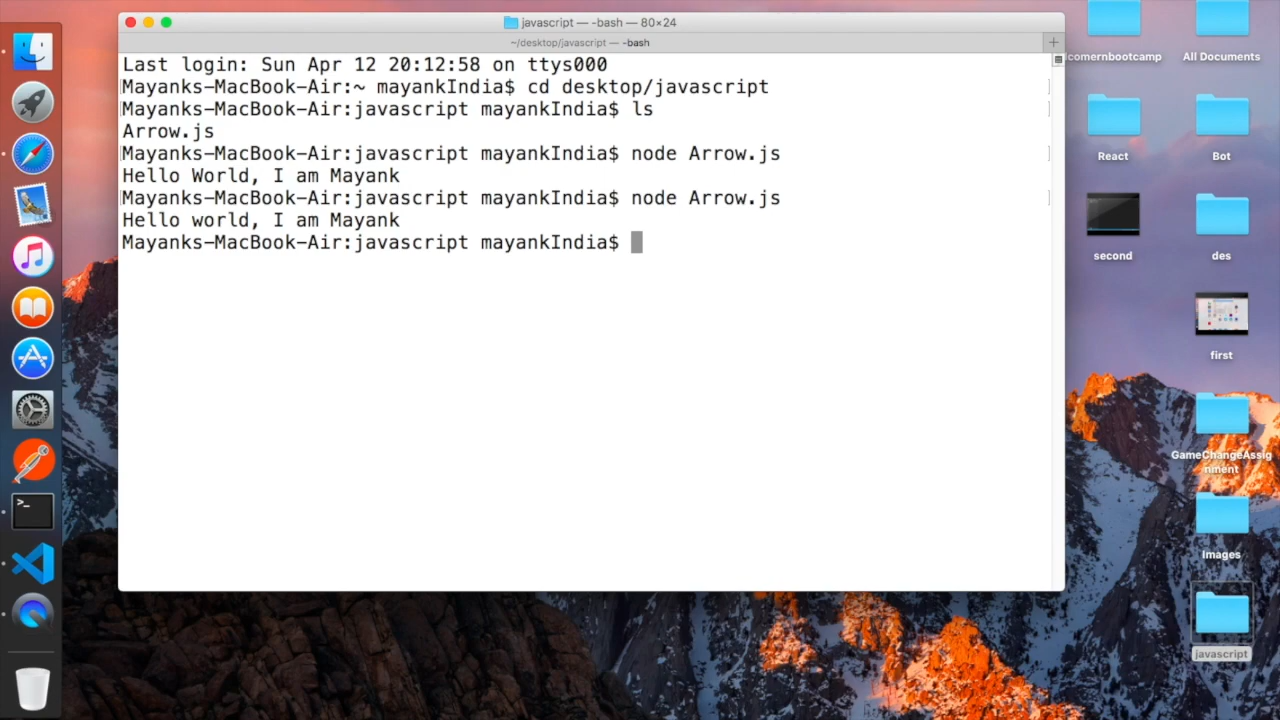 javascript — -bash — 80×24
~/desktop/javascript — -bash
Last login: Sun Apr 12 20:12:58 on ttys000
Mayanks-MacBook-Air:~ mayankIndia$ cd desktop/javascript
Mayanks-MacBook-Air:javascript mayankIndia$ ls
Arrow.js
Mayanks-MacBook-Air:javascript mayankIndia$ node Arrow.js
Hello World, I am Mayank
Mayanks-MacBook-Air:javascript mayankIndia$ node Arrow.js
Hello world, I am Mayank
Mayanks-MacBook-Air:javascript mayankIndia$
lcomernbootcamp
All Documents
React
Bot
second
des
first
GameChangeAssig
nment
Images
javascript